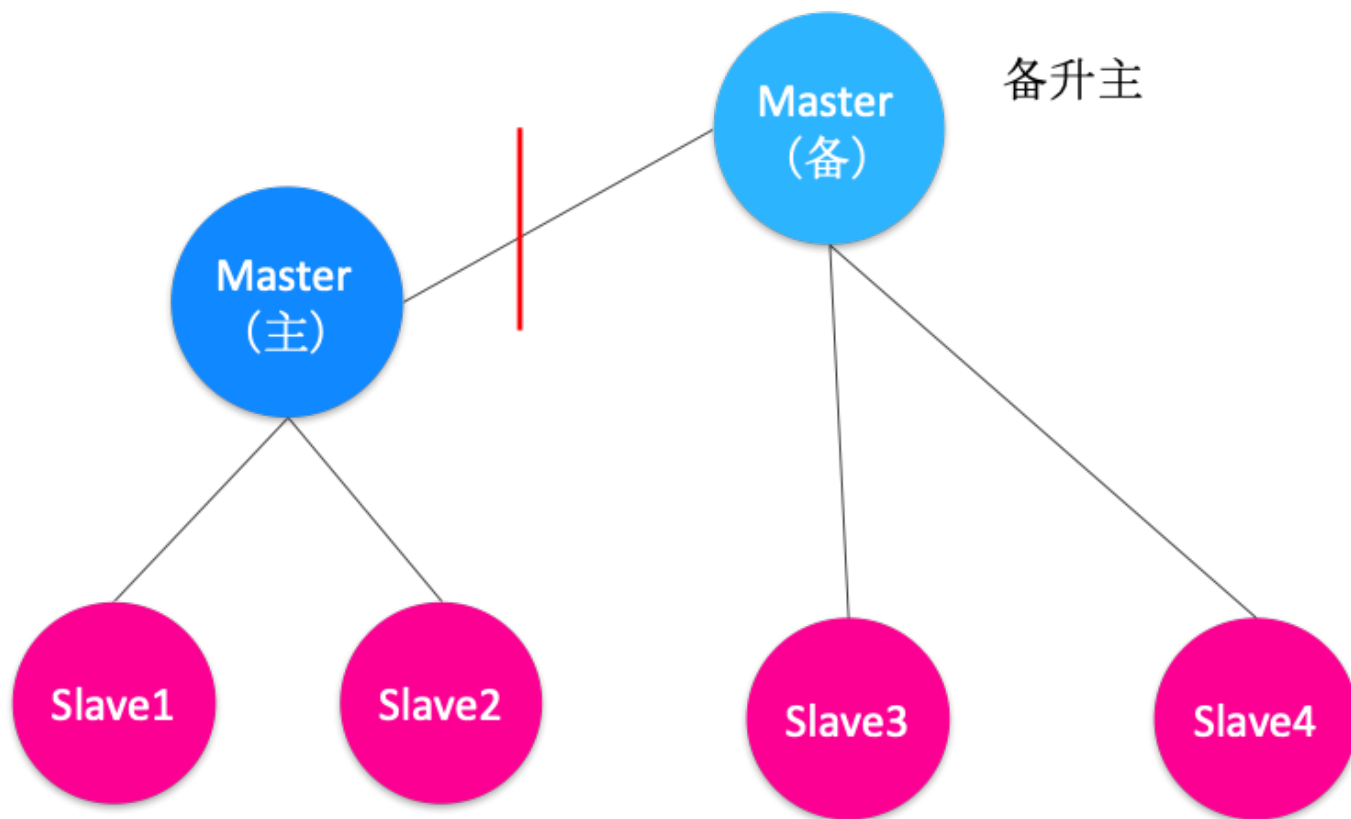 Master
（备）
备升主
Master
（主）
Slave1
Slave2
Slave3
Slave4